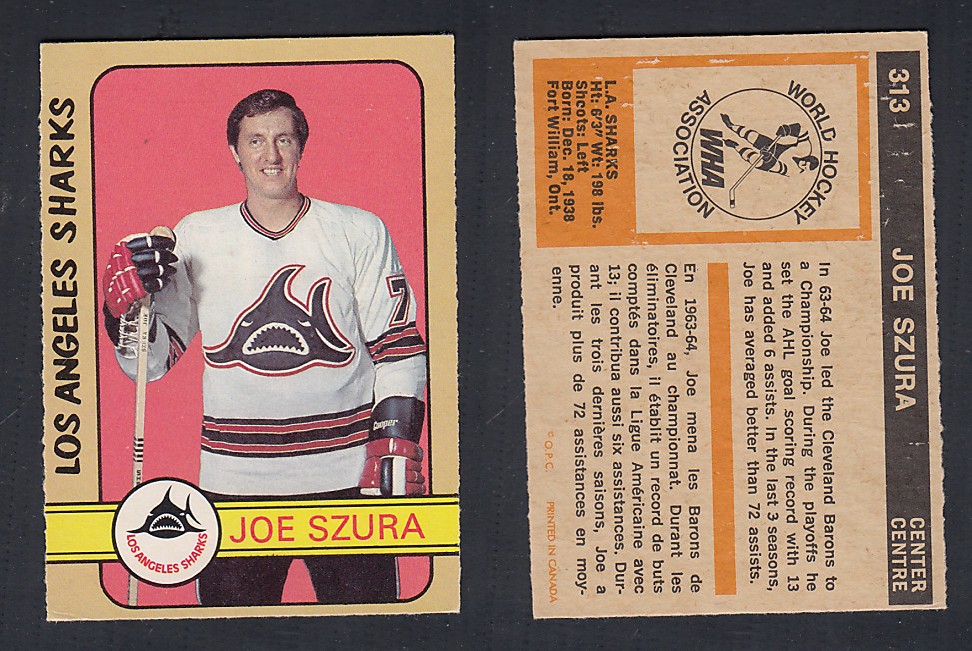 LOS ANGELES SHARKS
7
Cooper
LOS ANGELES SHARKS
JOE SZURA
313
JOE SZURA
CENTER
CENTRE
WORLD HOCKEY
ASSOCIATION
WHA
L.A. SHARKS
Ht: 6'3" Wt: 198 lbs.
Shoots: Left
Born: Dec. 18, 1938
Fort William, Ont.
In 63-64 Joe led the Cleveland Barons to
a Championship. During the playoffs he
set the AHL goal scoring record with 13
and added 6 assists. In the last 3 seasons,
Joe has averaged better than 72 assists.
En 1963-64, Joe mena les Barons de
Cleveland au championnat. Durant les
éliminatoires, il établit un record de buts
comptés dans la Ligue Américaine avec
13; il contribua aussi six assistances. Dur-
ant les trois dernières saisons, Joe a
produit plus de 72 assistances en moy-
enne.
© O.P.C. PRINTED IN CANADA